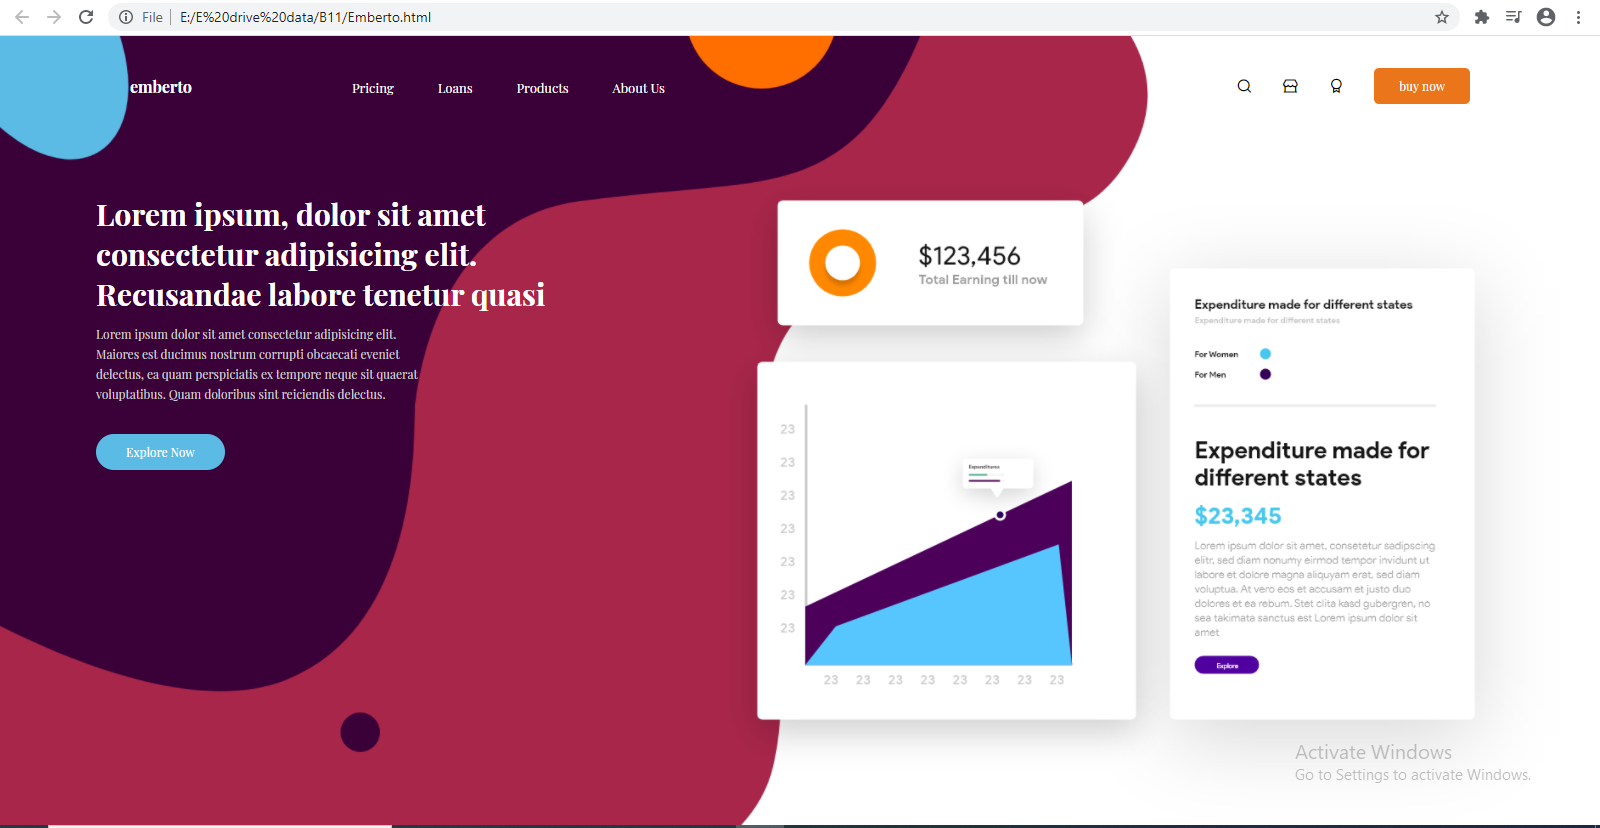 File E:/E%20drive%20data/B11/Emberto.html
emberto Pricing Loans Products About Us buy now
Lorem ipsum, dolor sit amet
consectetur adipisicing elit.
Recusandae labore tenetur quasi
Lorem ipsum dolor sit amet consectetur adipisicing elit.
Maiores est ducimus nostrum corrupti obcaecati eveniet
delectus, ea quam perspiciatis ex tempore neque sit quaerat
voluptatibus. Quam doloribus sint reiciendis delectus.
Explore Now
$123,456
Total Earning till now
23
23
23
23
23
23
23
Expenditures
23 23 23 23 23 23 23 23
Expenditure made for different states
Expenditure made for different states
For Women
For Men
Expenditure made for
different states
$23,345
Lorem ipsum dolor sit amet, consetetur sadipscing
elitr, sed diam nonumy eirmod tempor invidunt ut
labore et dolore magna aliquyam erat, sed diam
voluptua. At vero eos et accusam et justo duo
dolores et ea rebum. Stet clita kasd gubergren, no
sea takimata sanctus est Lorem ipsum dolor sit
amet
Explore
Activate Windows
Go to Settings to activate Windows.